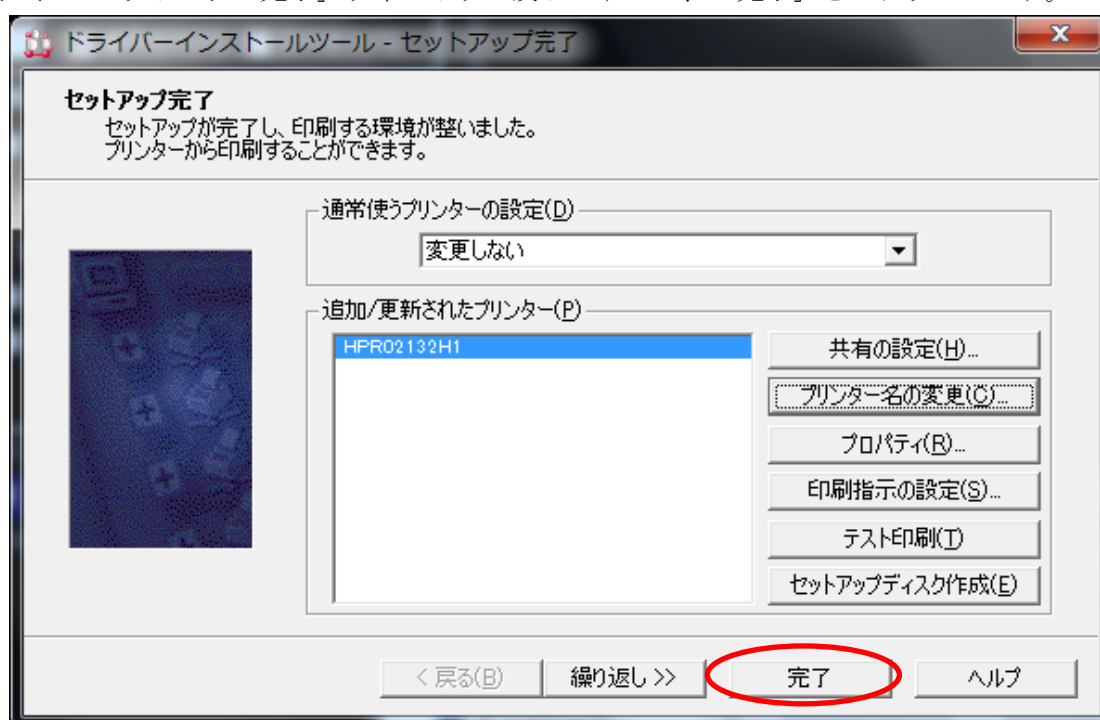 ドライバーインストールツール - セットアップ完了
セットアップ完了
セットアップが完了し、印刷する環境が整いました。
プリンターから印刷することができます。
通常使うプリンターの設定(D)
変更しない
追加/更新されたプリンター(P)
HPRO2132H1
共有の設定(H)...
プリンター名の変更(C)...
プロパティ(R)...
印刷指示の設定(S)...
テスト印刷(T)
セットアップディスク作成(E)
< 戻る(B)
繰り返し >>
完了
ヘルプ